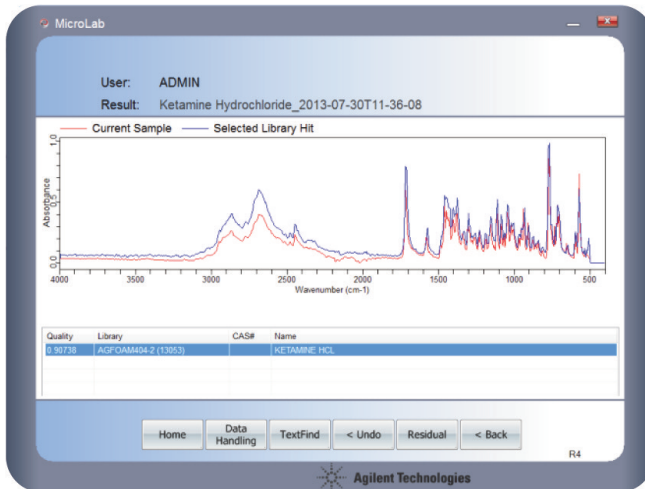 MicroLab
User: ADMIN
Result: Ketamine Hydrochloride_2013-07-30T11-36-08
Current Sample Selected Library Hit
1.0
0.5
0.0
Absorbance
4000 3500 3000 2500 2000 1500 1000 500
Wavenumber (cm-1)
Quality Library CAS# Name
0.90738 AGFOAM404-2 (13053) KETAMINE HCL
Home Data Handling TextFind < Undo Residual < Back
R4
Agilent Technologies